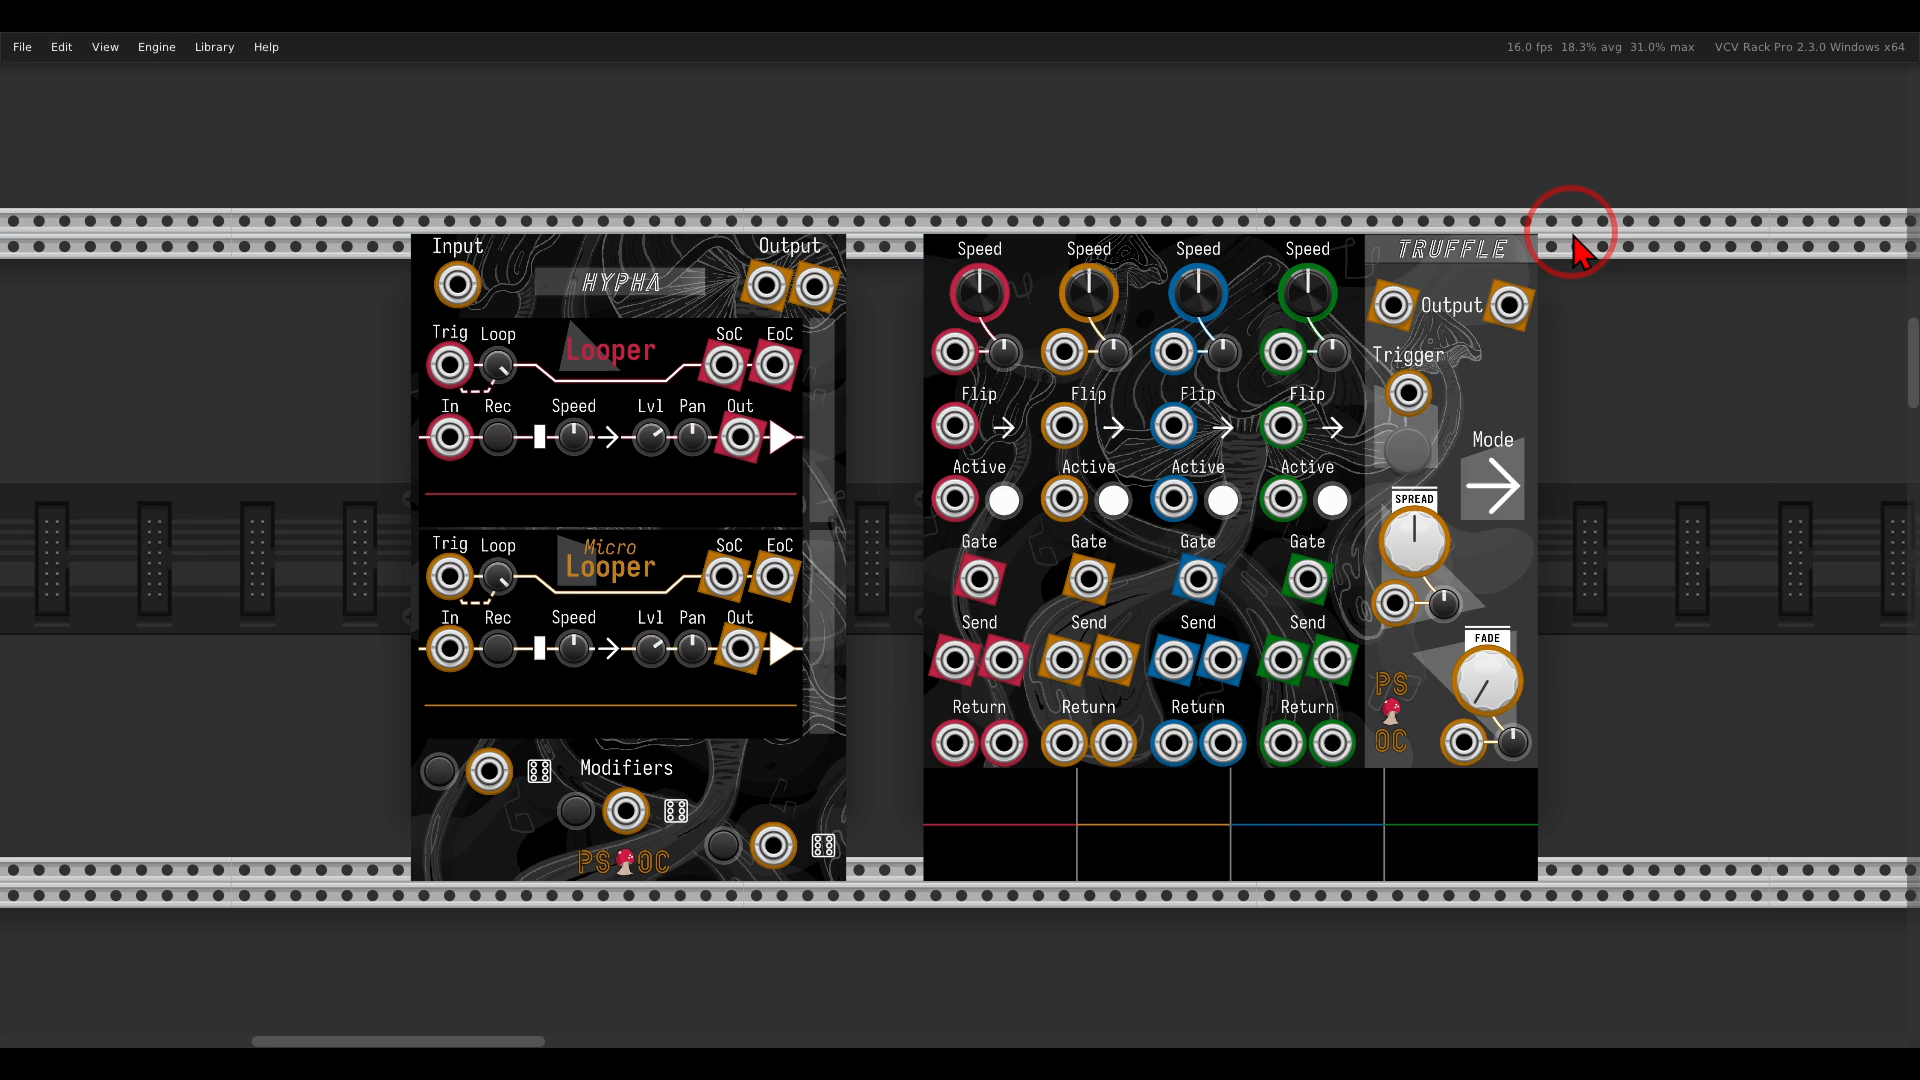 File Edit View Engine Library Help
16.0 fps 18.3% avg 31.0% max VCV Rack Pro 2.3.0 Windows x64
Input HYPHA Output
Trig Loop Looper SoC EoC
In Rec Speed Lvl Pan Out
Trig Loop Micro Looper SoC EoC
In Rec Speed Lvl Pan Out
Modifiers
PS OC
Speed Speed Speed Speed
Flip Flip Flip Flip
Active Active Active Active
Gate Gate Gate Gate
Send Send Send Send
Return Return Return Return
TRUFFLE
Output
Trigger
Mode
SPREAD
FADE
PS
OC